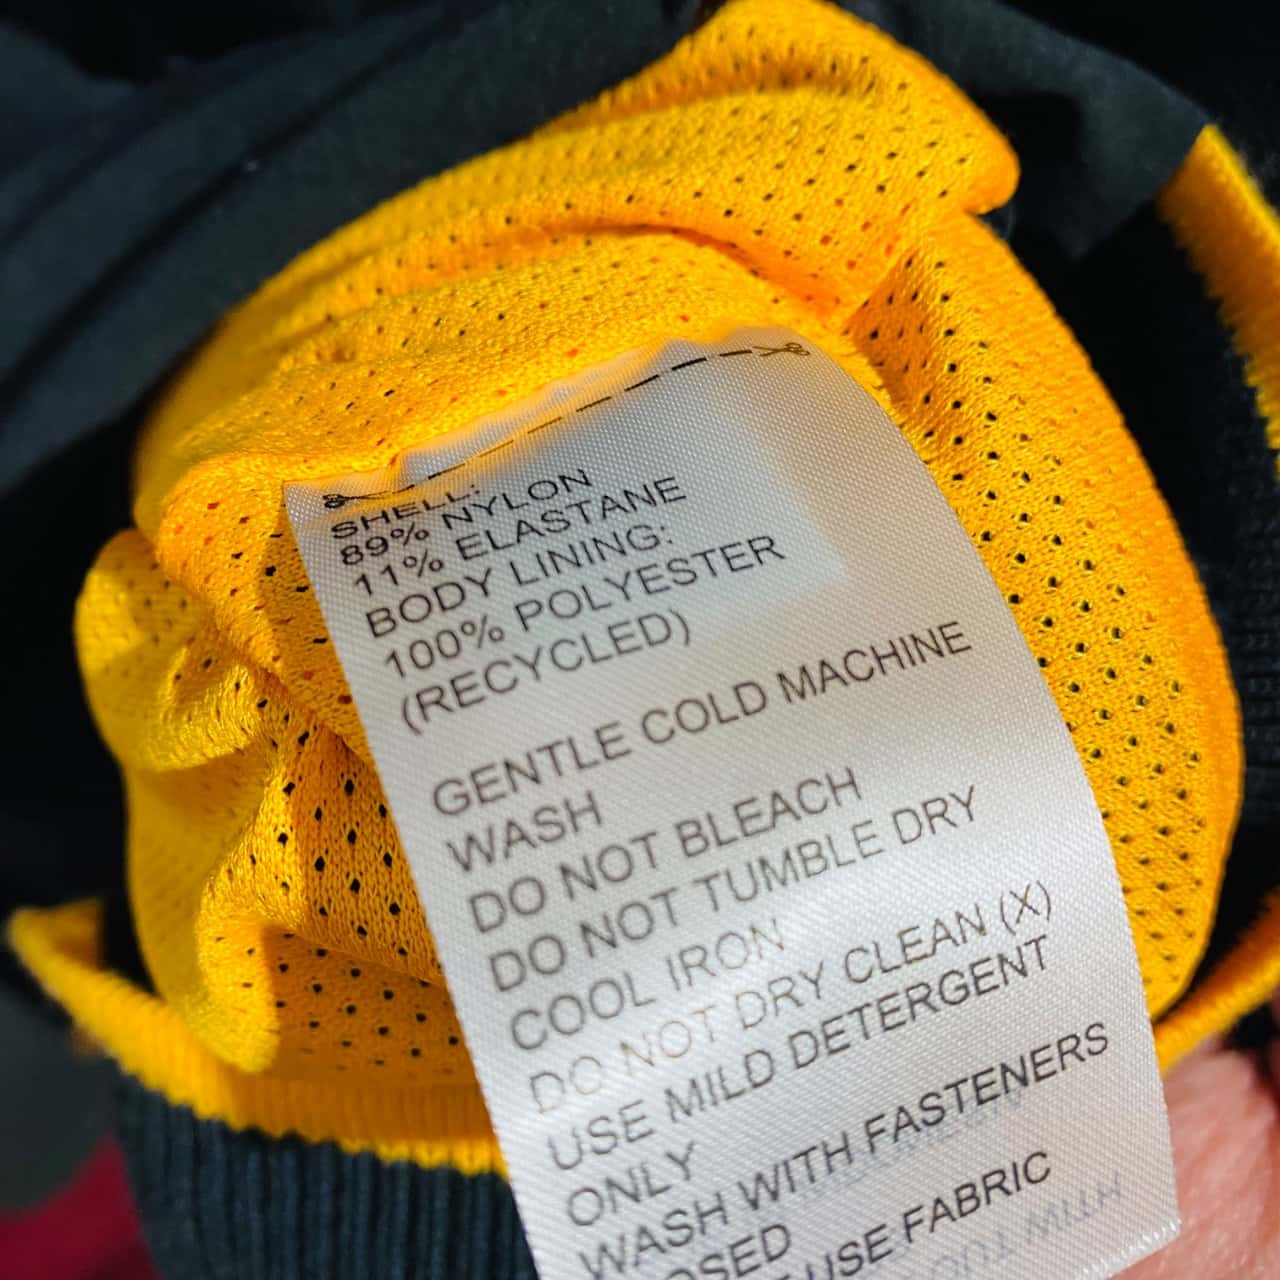 SHELL:
89% NYLON
11% ELASTANE
BODY LINING:
100% POLYESTER
(RECYCLED)
GENTLE COLD MACHINE
WASH
DO NOT BLEACH
DO NOT TUMBLE DRY
COOL IRON
DO NOT DRY CLEAN (X)
USE MILD DETERGENT
ONLY
WASH WITH FASTENERS
USE FABRIC